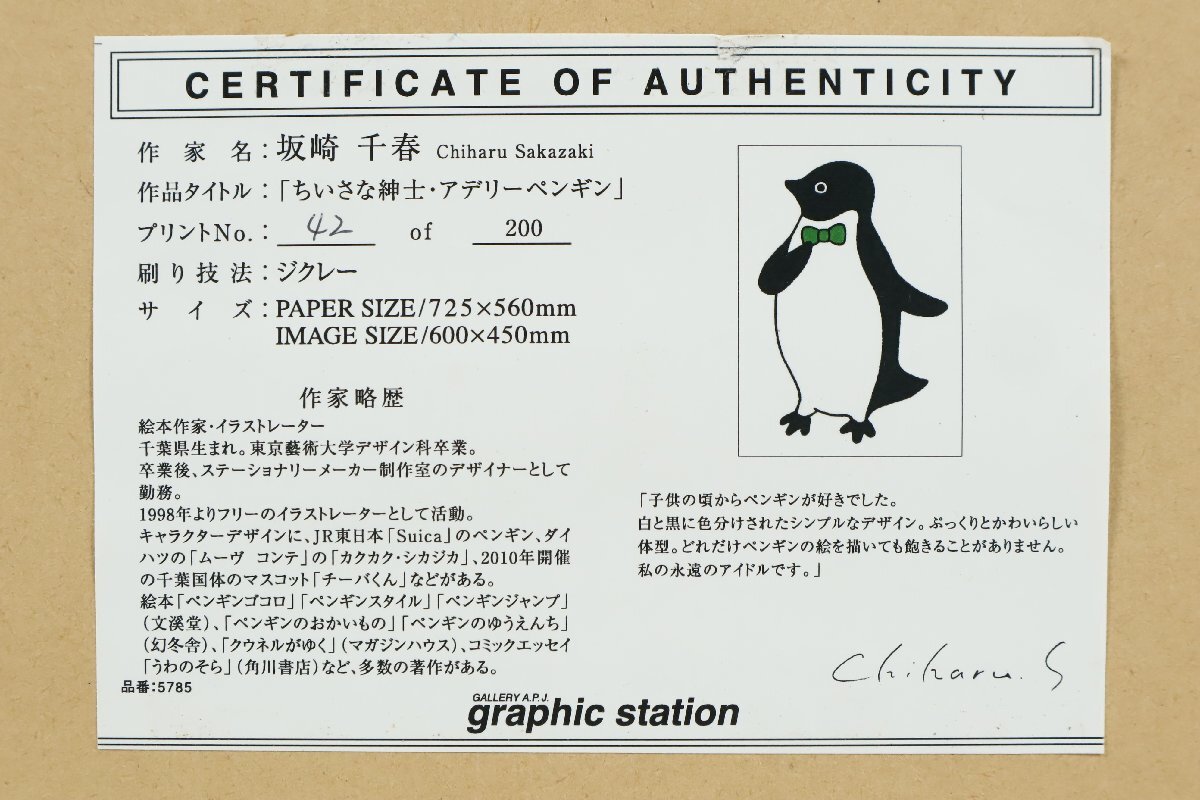 CERTIFICATE OF AUTHENTICITY
作家名：坂崎 千春 Chiharu Sakazaki
作品タイトル：「ちいさな紳士・アデリーペンギン」
プリントNo.： 42 of 200
刷り技法：ジクレー
サイズ：PAPER SIZE/725×560mm
IMAGE SIZE/600×450mm
作家略歴
絵本作家・イラストレーター
千葉県生まれ。東京藝術大学デザイン科卒業。
卒業後、ステーショナリーメーカー制作室のデザイナーとして
勤務。
1998年よりフリーのイラストレーターとして活動。
キャラクターデザインに、JR東日本「Suica」のペンギン、ダイ
ハツの「ムーヴ コンテ」の「カクカク・シカジカ」、2010年開催
の千葉国体のマスコット「チーバくん」などがある。
絵本「ペンギンゴコロ」「ペンギンスタイル」「ペンギンジャンプ」
（文溪堂）、「ペンギンのおかいもの」「ペンギンのゆうえんち」
（幻冬舎）、「クウネルがゆく」（マガジンハウス）、コミックエッセイ
「うわのそら」（角川書店）など、多数の著作がある。
品番：5785
「子供の頃からペンギンが好きでした。
白と黒に色分けされたシンプルなデザイン。ぷっくりとかわいらしい
体型。どれだけペンギンの絵を描いても飽きることがありません。
私の永遠のアイドルです。」
Chiharu. S
GALLERY A.P.J.
graphic station